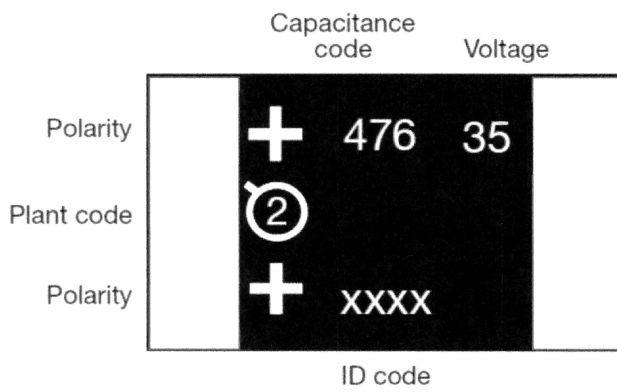 Capacitance
code Voltage
Polarity + 476 35
Plant code 2
Polarity + xxxx
ID code